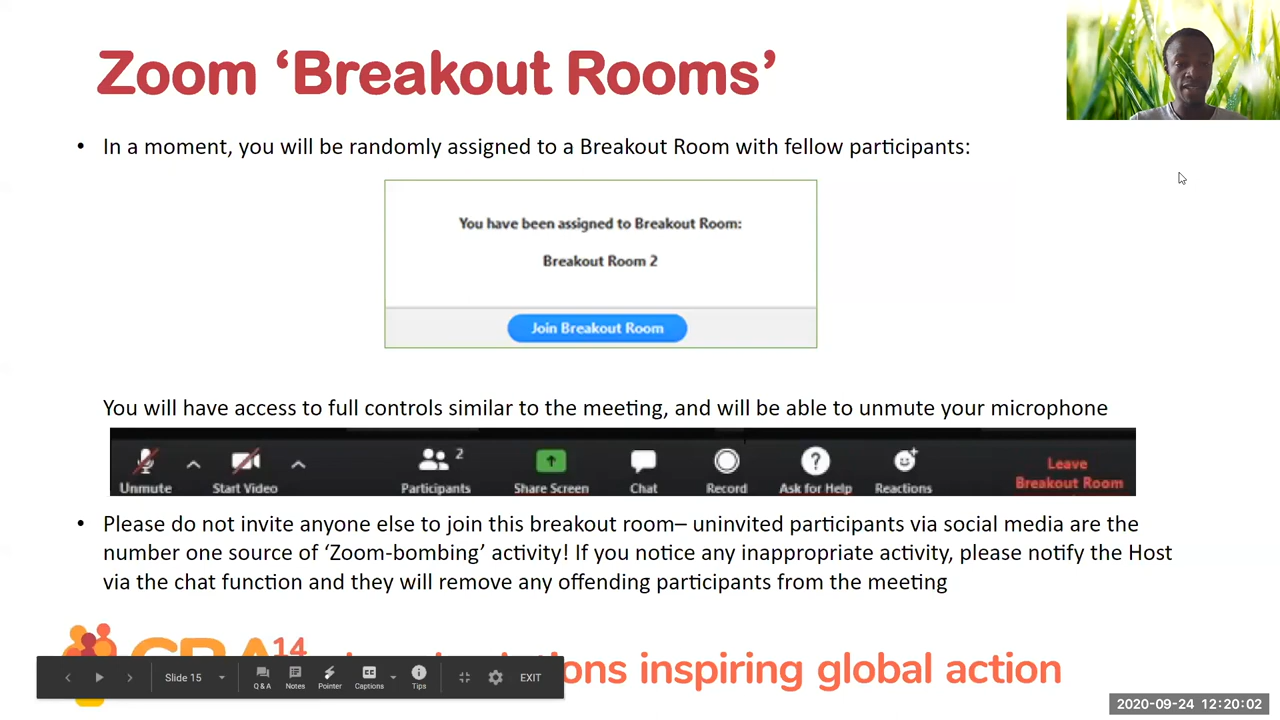 Zoom ‘Breakout Rooms’
• In a moment, you will be randomly assigned to a Breakout Room with fellow participants:
You have been assigned to Breakout Room:
Breakout Room 2
Join Breakout Room
You will have access to full controls similar to the meeting, and will be able to unmute your microphone
Unmute Start Video Participants 2 Share Screen Chat Record Ask for Help Reactions Leave Breakout Room
• Please do not invite anyone else to join this breakout room– uninvited participants via social media are the
number one source of ‘Zoom-bombing’ activity! If you notice any inappropriate activity, please notify the Host
via the chat function and they will remove any offending participants from the meeting
14
inspiring global action
Slide 15 Q&A Notes Pointer Captions Tips EXIT
2020-09-24 12:20:02